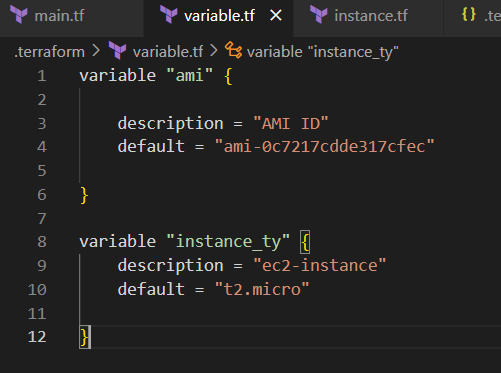 main.tf variable.tf × instance.tf {} .te
.terraform > variable.tf > variable "instance_ty"
1 variable "ami" {
2
3 description = "AMI ID"
4 default = "ami-0c7217cdde317cfec"
5
6 }
7
8 variable "instance_ty" {
9 description = "ec2-instance"
10 default = "t2.micro"
11
12 }